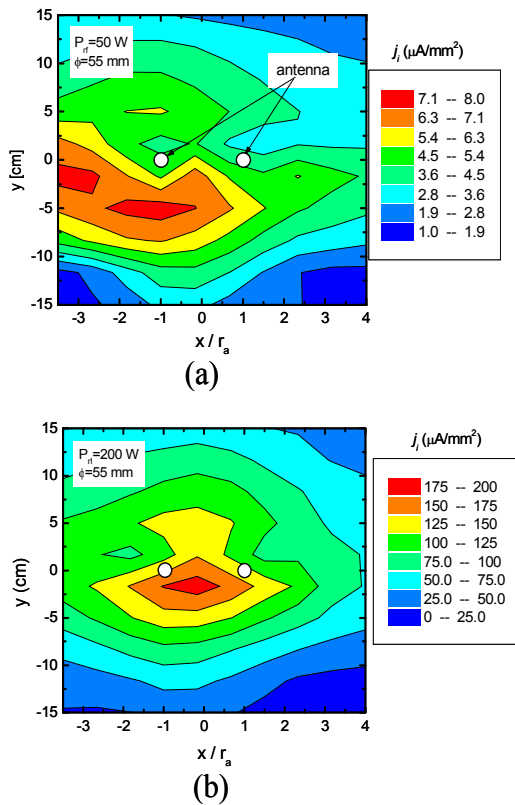 P_rf=50 W
ϕ=55 mm
antenna
j_i (μA/mm²)
7.1 -- 8.0
6.3 -- 7.1
5.4 -- 6.3
4.5 -- 5.4
3.6 -- 4.5
2.8 -- 3.6
1.9 -- 2.8
1.0 -- 1.9
15
10
5
0
-5
-10
-15
y [cm]
-3 -2 -1 0 1 2 3 4
x / r_a
(a)
P_rf=200 W
ϕ=55 mm
j_i (μA/mm²)
175 -- 200
150 -- 175
125 -- 150
100 -- 125
75.0 -- 100
50.0 -- 75.0
25.0 -- 50.0
0 -- 25.0
15
10
5
0
-5
-10
-15
y (cm)
-3 -2 -1 0 1 2 3 4
x / r_a
(b)